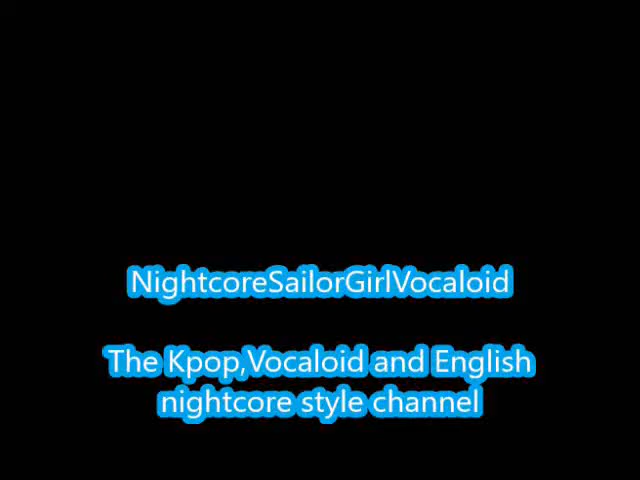 NightcoreSailorGirlVocaloid
The Kpop,Vocaloid and English
nightcore style channel